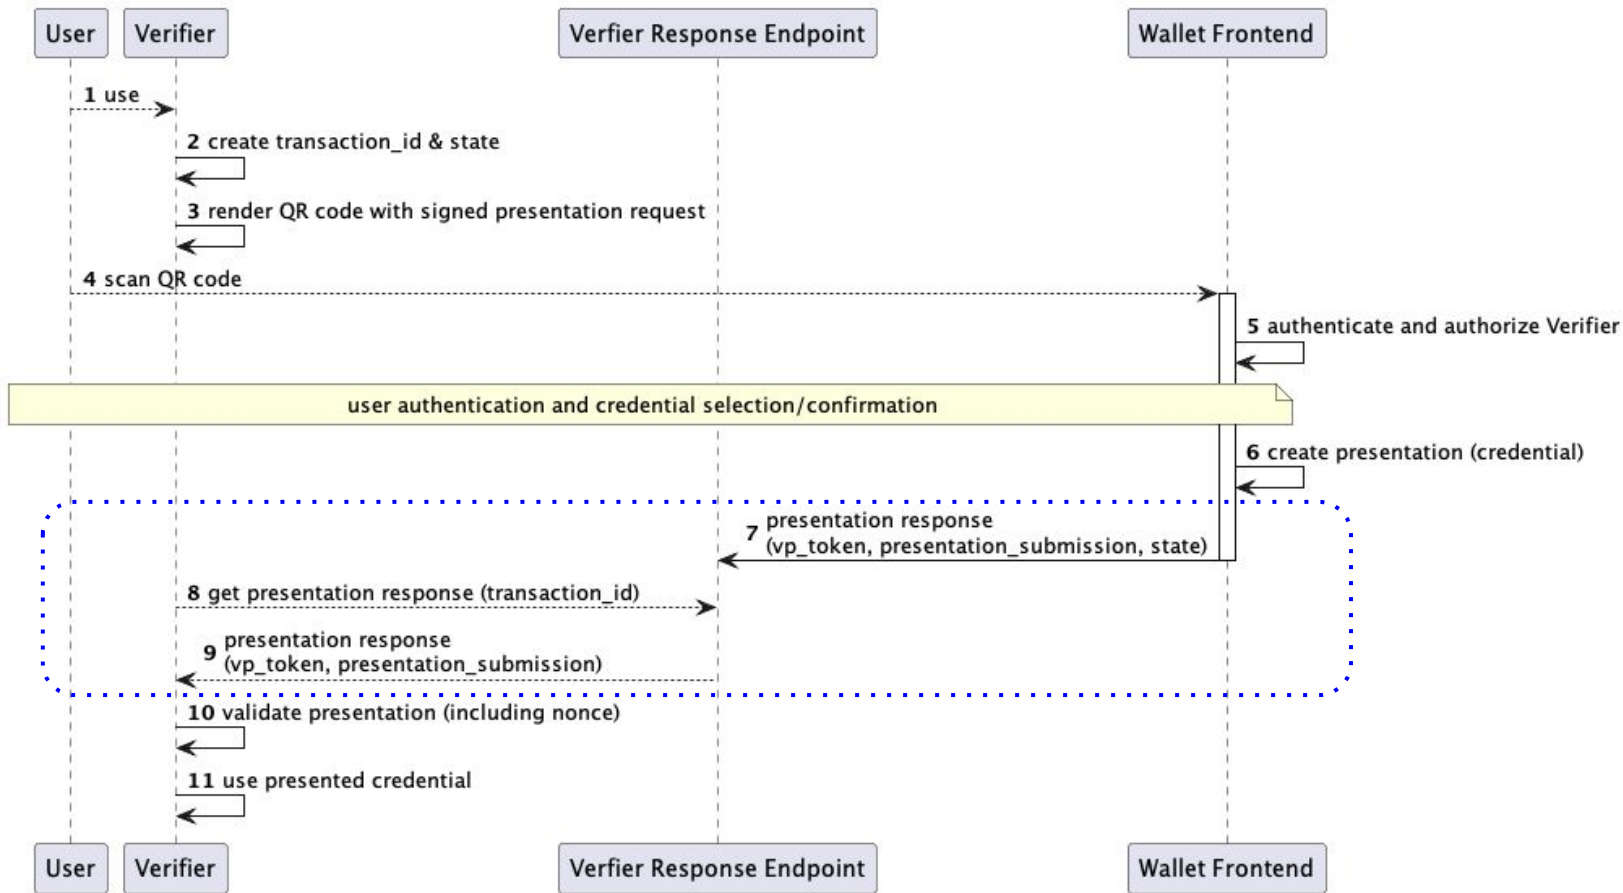 User
Verifier
Verfier Response Endpoint
Wallet Frontend
1 use
2 create transaction_id & state
3 render QR code with signed presentation request
4 scan QR code
5 authenticate and authorize Verifier
user authentication and credential selection/confirmation
6 create presentation (credential)
7 presentation response
(vp_token, presentation_submission, state)
8 get presentation response (transaction_id)
9 presentation response
(vp_token, presentation_submission)
10 validate presentation (including nonce)
11 use presented credential
User
Verifier
Verfier Response Endpoint
Wallet Frontend